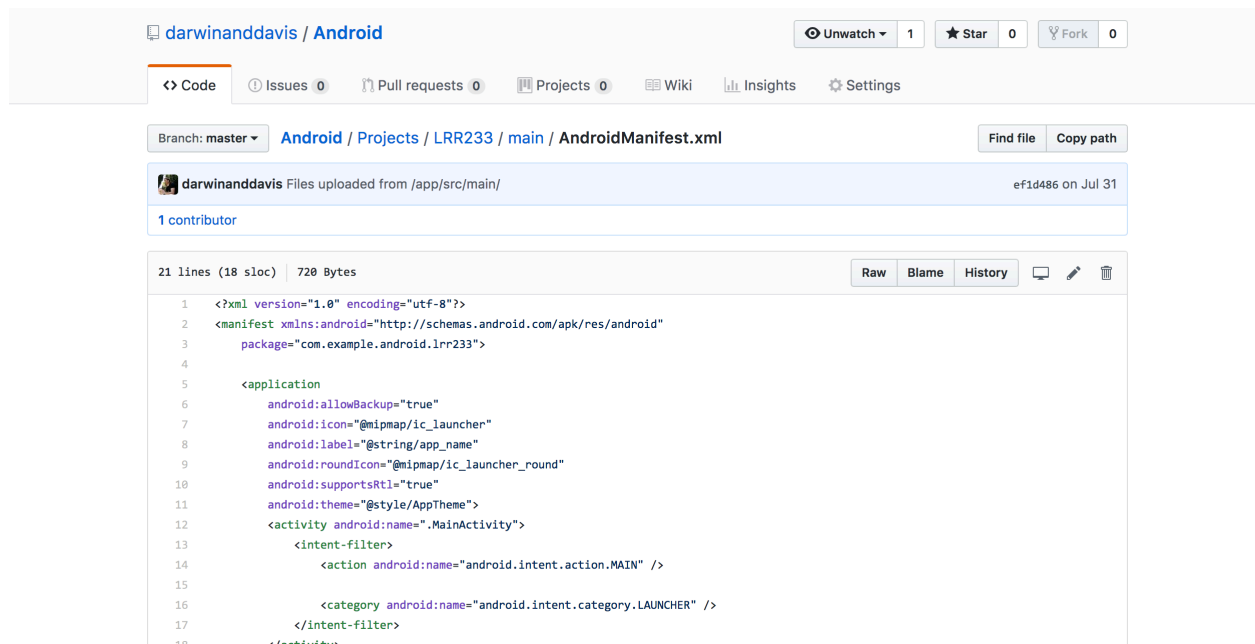 darwinanddavis / Android
Unwatch 1 Star 0 Fork 0
<> Code Issues 0 Pull requests 0 Projects 0 Wiki Insights Settings
Branch: master Android / Projects / LRR233 / main / AndroidManifest.xml Find file Copy path
darwinanddavis Files uploaded from /app/src/main/ ef1d486 on Jul 31
1 contributor
21 lines (18 sloc) 720 Bytes Raw Blame History
1 <?xml version="1.0" encoding="utf-8"?>
2 <manifest xmlns:android="http://schemas.android.com/apk/res/android"
3 package="com.example.android.lrr233">
4
5 <application
6 android:allowBackup="true"
7 android:icon="@mipmap/ic_launcher"
8 android:label="@string/app_name"
9 android:roundIcon="@mipmap/ic_launcher_round"
10 android:supportsRtl="true"
11 android:theme="@style/AppTheme">
12 <activity android:name=".MainActivity">
13 <intent-filter>
14 <action android:name="android.intent.action.MAIN" />
15
16 <category android:name="android.intent.category.LAUNCHER" />
17 </intent-filter>
18 </activity>